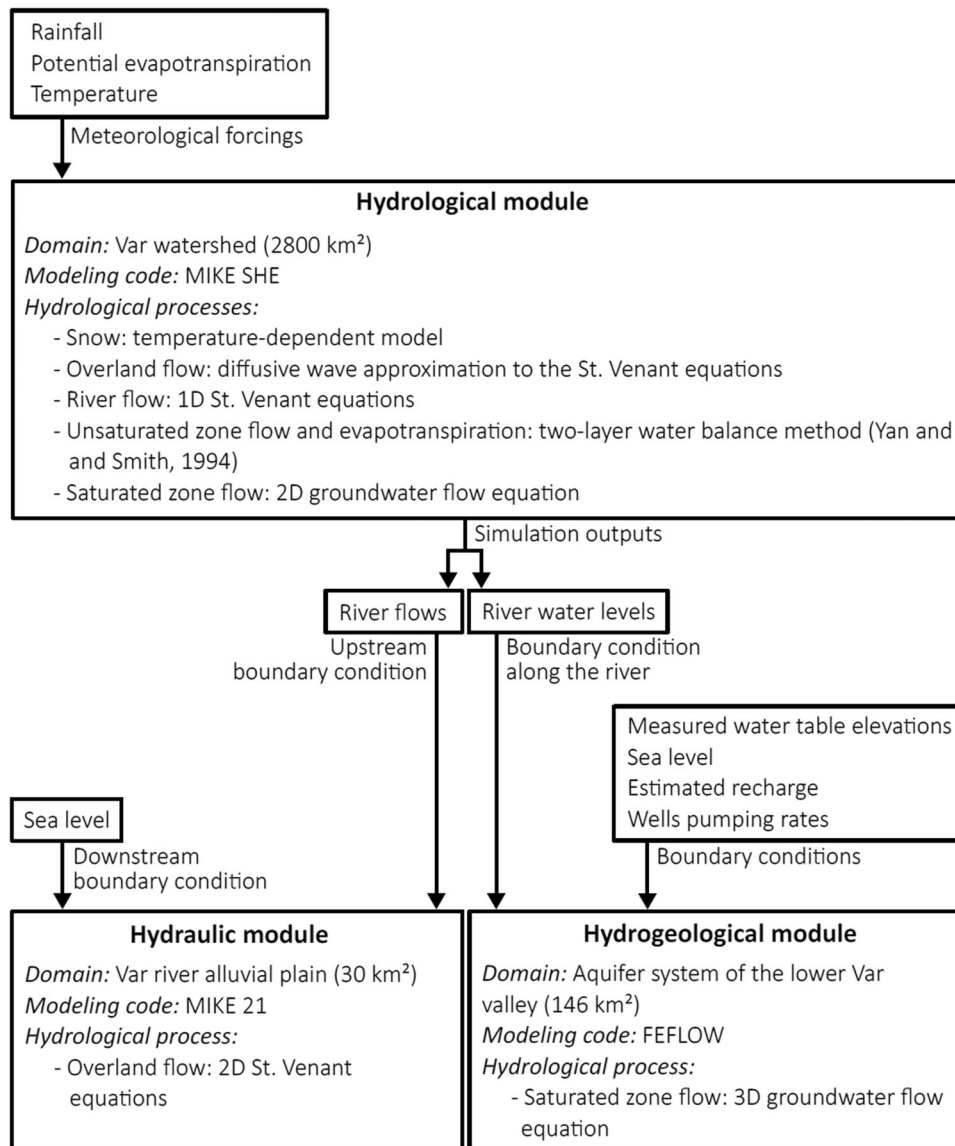 Rainfall
Potential evapotranspiration
Temperature
Meteorological forcings
Hydrological module
Domain: Var watershed (2800 km²)
Modeling code: MIKE SHE
Hydrological processes:
- Snow: temperature-dependent model
- Overland flow: diffusive wave approximation to the St. Venant equations
- River flow: 1D St. Venant equations
- Unsaturated zone flow and evapotranspiration: two-layer water balance method (Yan and
and Smith, 1994)
- Saturated zone flow: 2D groundwater flow equation
Simulation outputs
River flows
River water levels
Upstream
boundary condition
Boundary condition
along the river
Measured water table elevations
Sea level
Estimated recharge
Wells pumping rates
Boundary conditions
Sea level
Downstream
boundary condition
Hydraulic module
Domain: Var river alluvial plain (30 km²)
Modeling code: MIKE 21
Hydrological process:
- Overland flow: 2D St. Venant
equations
Hydrogeological module
Domain: Aquifer system of the lower Var
valley (146 km²)
Modeling code: FEFLOW
Hydrological process:
- Saturated zone flow: 3D groundwater flow
equation